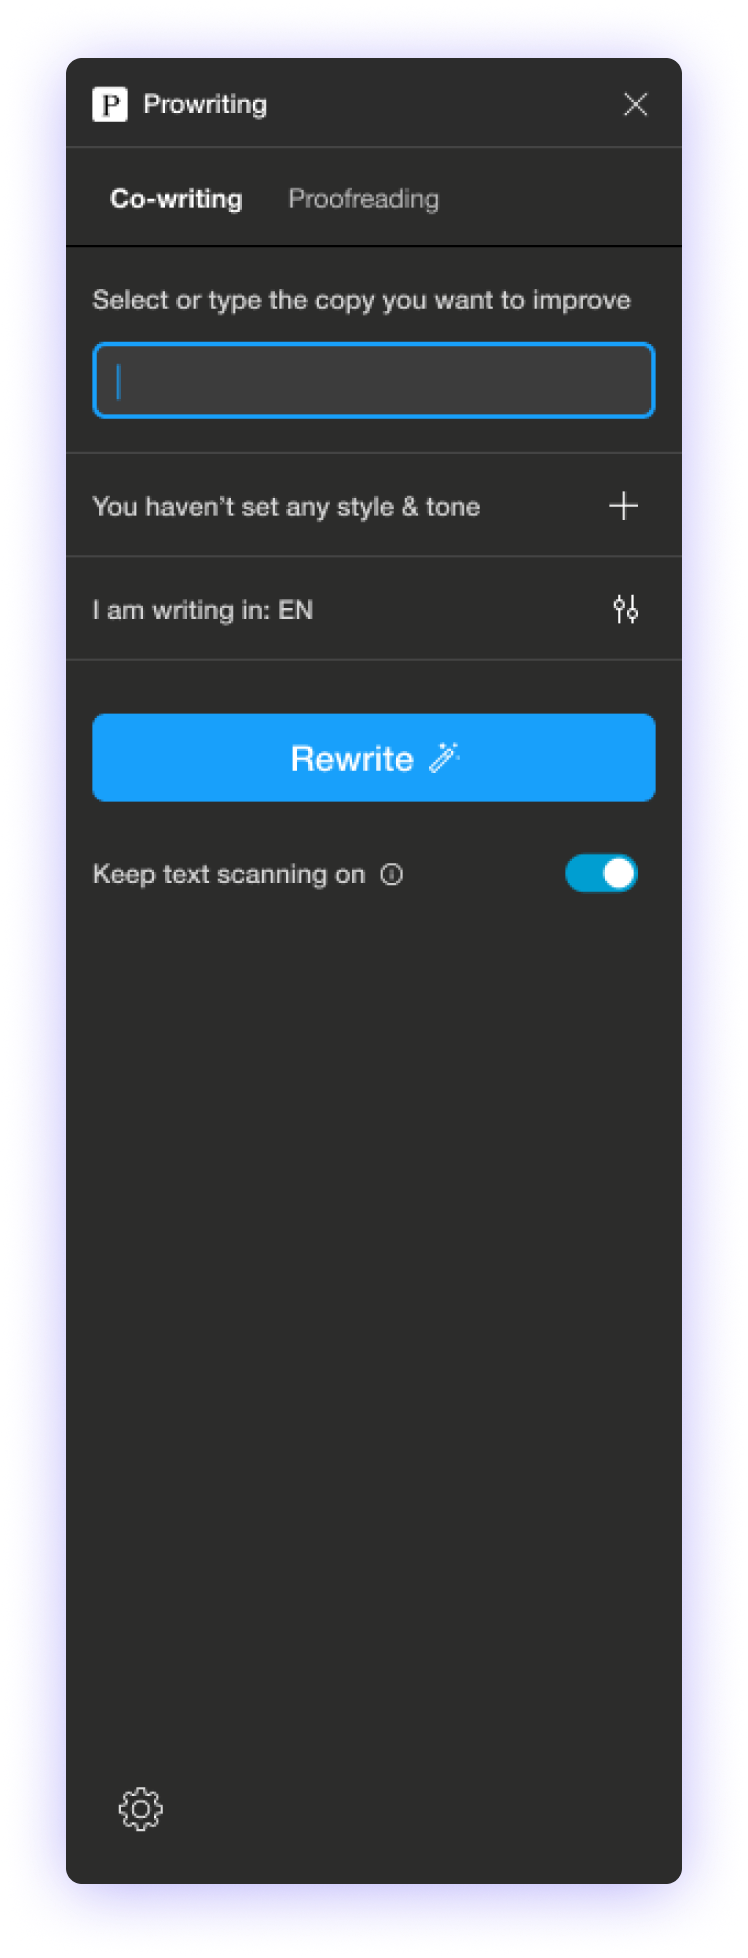 P Prowriting
Co-writing Proofreading
Select or type the copy you want to improve
You haven’t set any style & tone
I am writing in: EN
Rewrite
Keep text scanning on